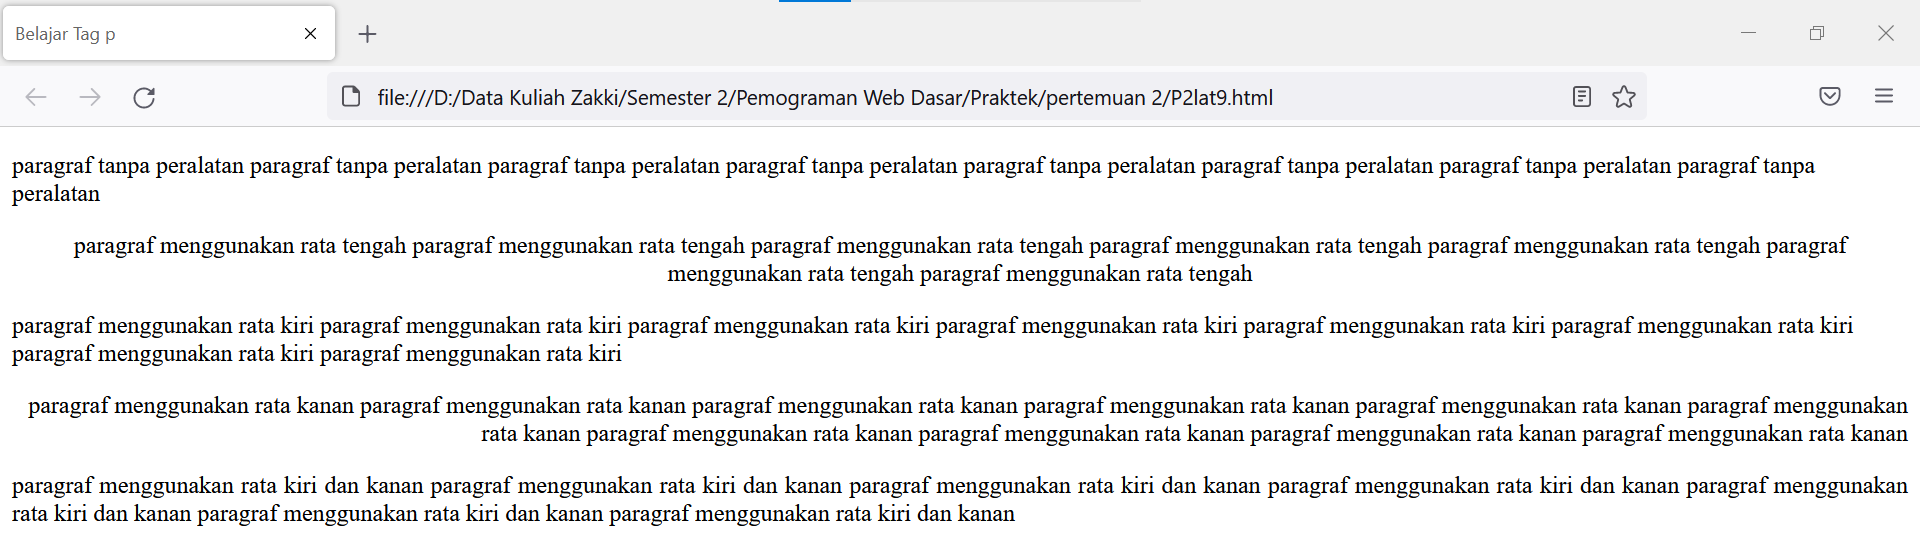 Belajar Tag p
file:///D:/Data Kuliah Zakki/Semester 2/Pemograman Web Dasar/Praktek/pertemuan 2/P2lat9.html
paragraf tanpa peralatan paragraf tanpa peralatan paragraf tanpa peralatan paragraf tanpa peralatan paragraf tanpa peralatan paragraf tanpa peralatan paragraf tanpa peralatan paragraf tanpa
peralatan
paragraf menggunakan rata tengah paragraf menggunakan rata tengah paragraf menggunakan rata tengah paragraf menggunakan rata tengah paragraf menggunakan rata tengah paragraf
menggunakan rata tengah paragraf menggunakan rata tengah
paragraf menggunakan rata kiri paragraf menggunakan rata kiri paragraf menggunakan rata kiri paragraf menggunakan rata kiri paragraf menggunakan rata kiri paragraf menggunakan rata kiri
paragraf menggunakan rata kiri paragraf menggunakan rata kiri
paragraf menggunakan rata kanan paragraf menggunakan rata kanan paragraf menggunakan rata kanan paragraf menggunakan rata kanan paragraf menggunakan rata kanan paragraf menggunakan
rata kanan paragraf menggunakan rata kanan paragraf menggunakan rata kanan paragraf menggunakan rata kanan paragraf menggunakan rata kanan
paragraf menggunakan rata kiri dan kanan paragraf menggunakan rata kiri dan kanan paragraf menggunakan rata kiri dan kanan paragraf menggunakan rata kiri dan kanan paragraf menggunakan
rata kiri dan kanan paragraf menggunakan rata kiri dan kanan paragraf menggunakan rata kiri dan kanan